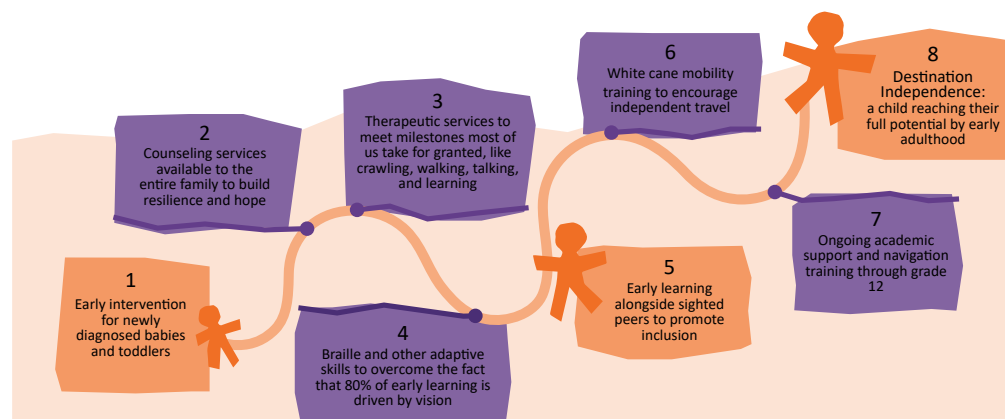 1
Early intervention
for newly
diagnosed babies
and toddlers
2
Counseling services
available to the
entire family to build
resilience and hope
3
Therapeutic services to
meet milestones most of
us take for granted, like
crawling, walking, talking,
and learning
4
Braille and other adaptive
skills to overcome the fact
that 80% of early learning is
driven by vision
5
Early learning
alongside sighted
peers to promote
inclusion
6
White cane mobility
training to encourage
independent travel
7
Ongoing academic
support and navigation
training through grade
12
8
Destination
Independence:
a child reaching their
full potential by early
adulthood